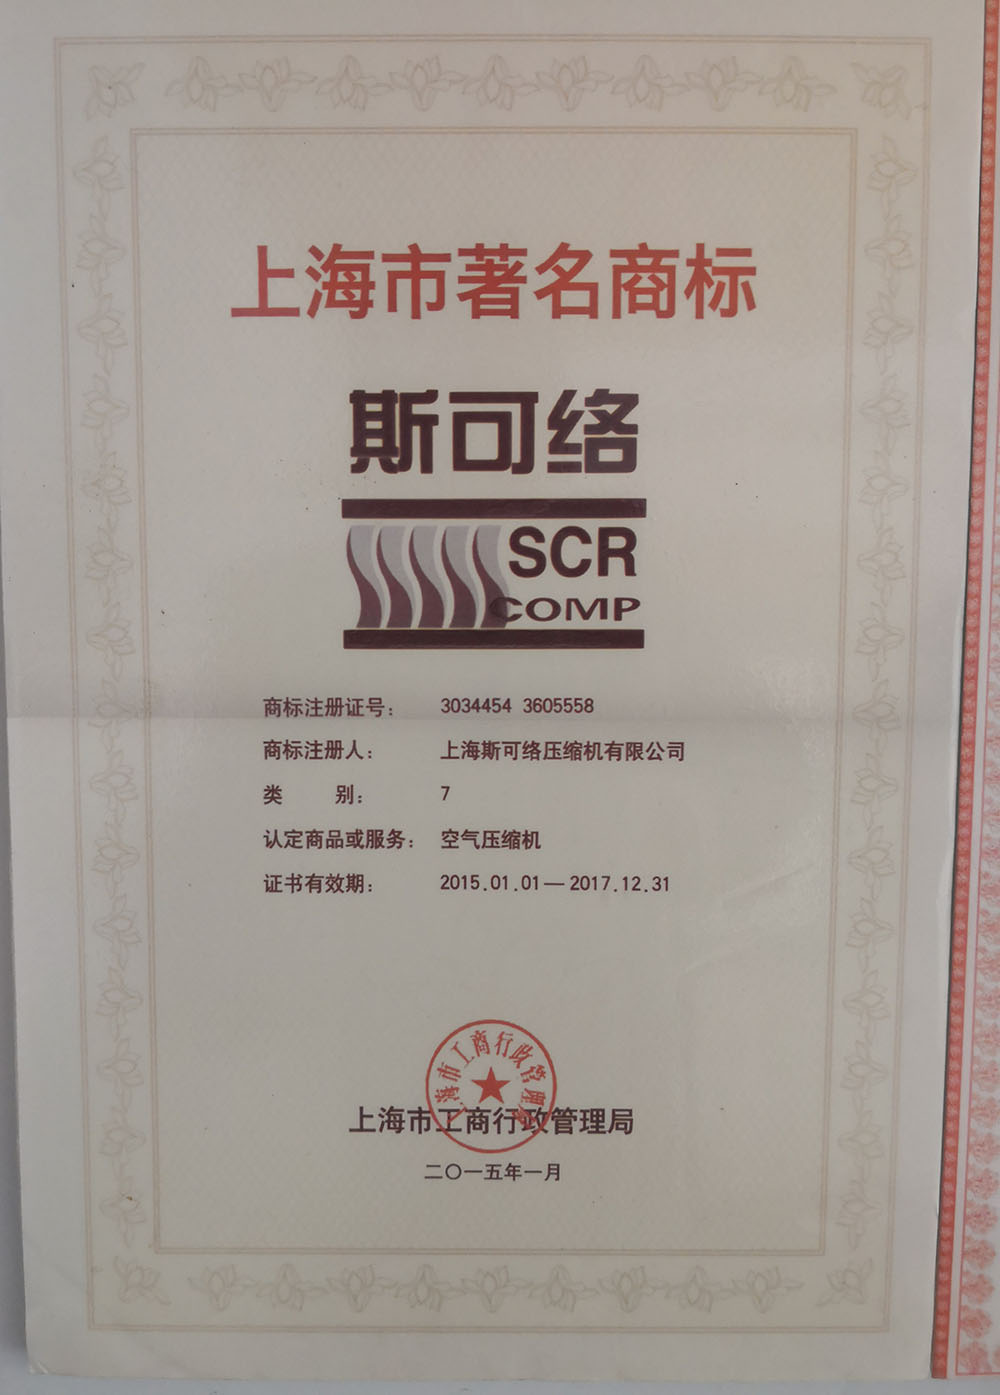 上海市著名商标
斯可络
SCR
COMP
商标注册证号： 3034454 3605558
商标注册人： 上海斯可络压缩机有限公司
类 别： 7
认定商品或服务： 空气压缩机
证书有效期： 2015.01.01—2017.12.31
上海市工商行政管理局
上海市工商行政管理局
二〇一五年一月